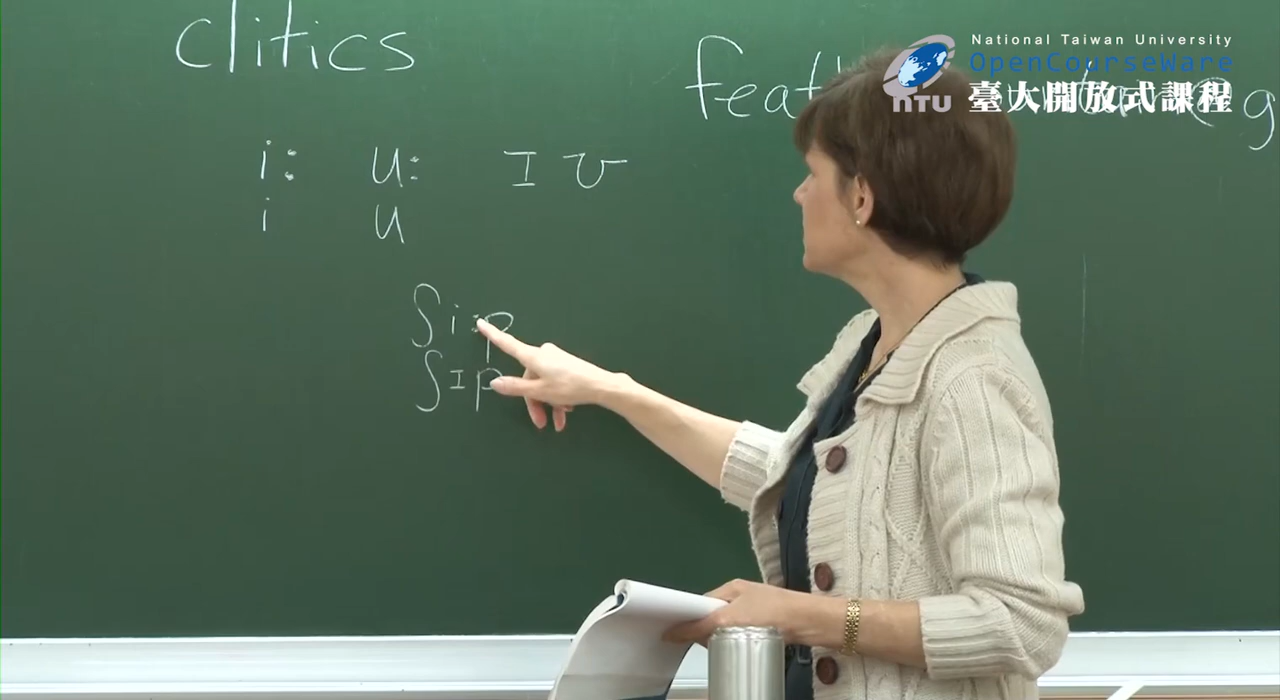 clitics
National Taiwan University
OpenCourseWare
NTU 臺大開放式課程
iː uː ɪ ʊ
i u
ʃiːp
ʃɪp